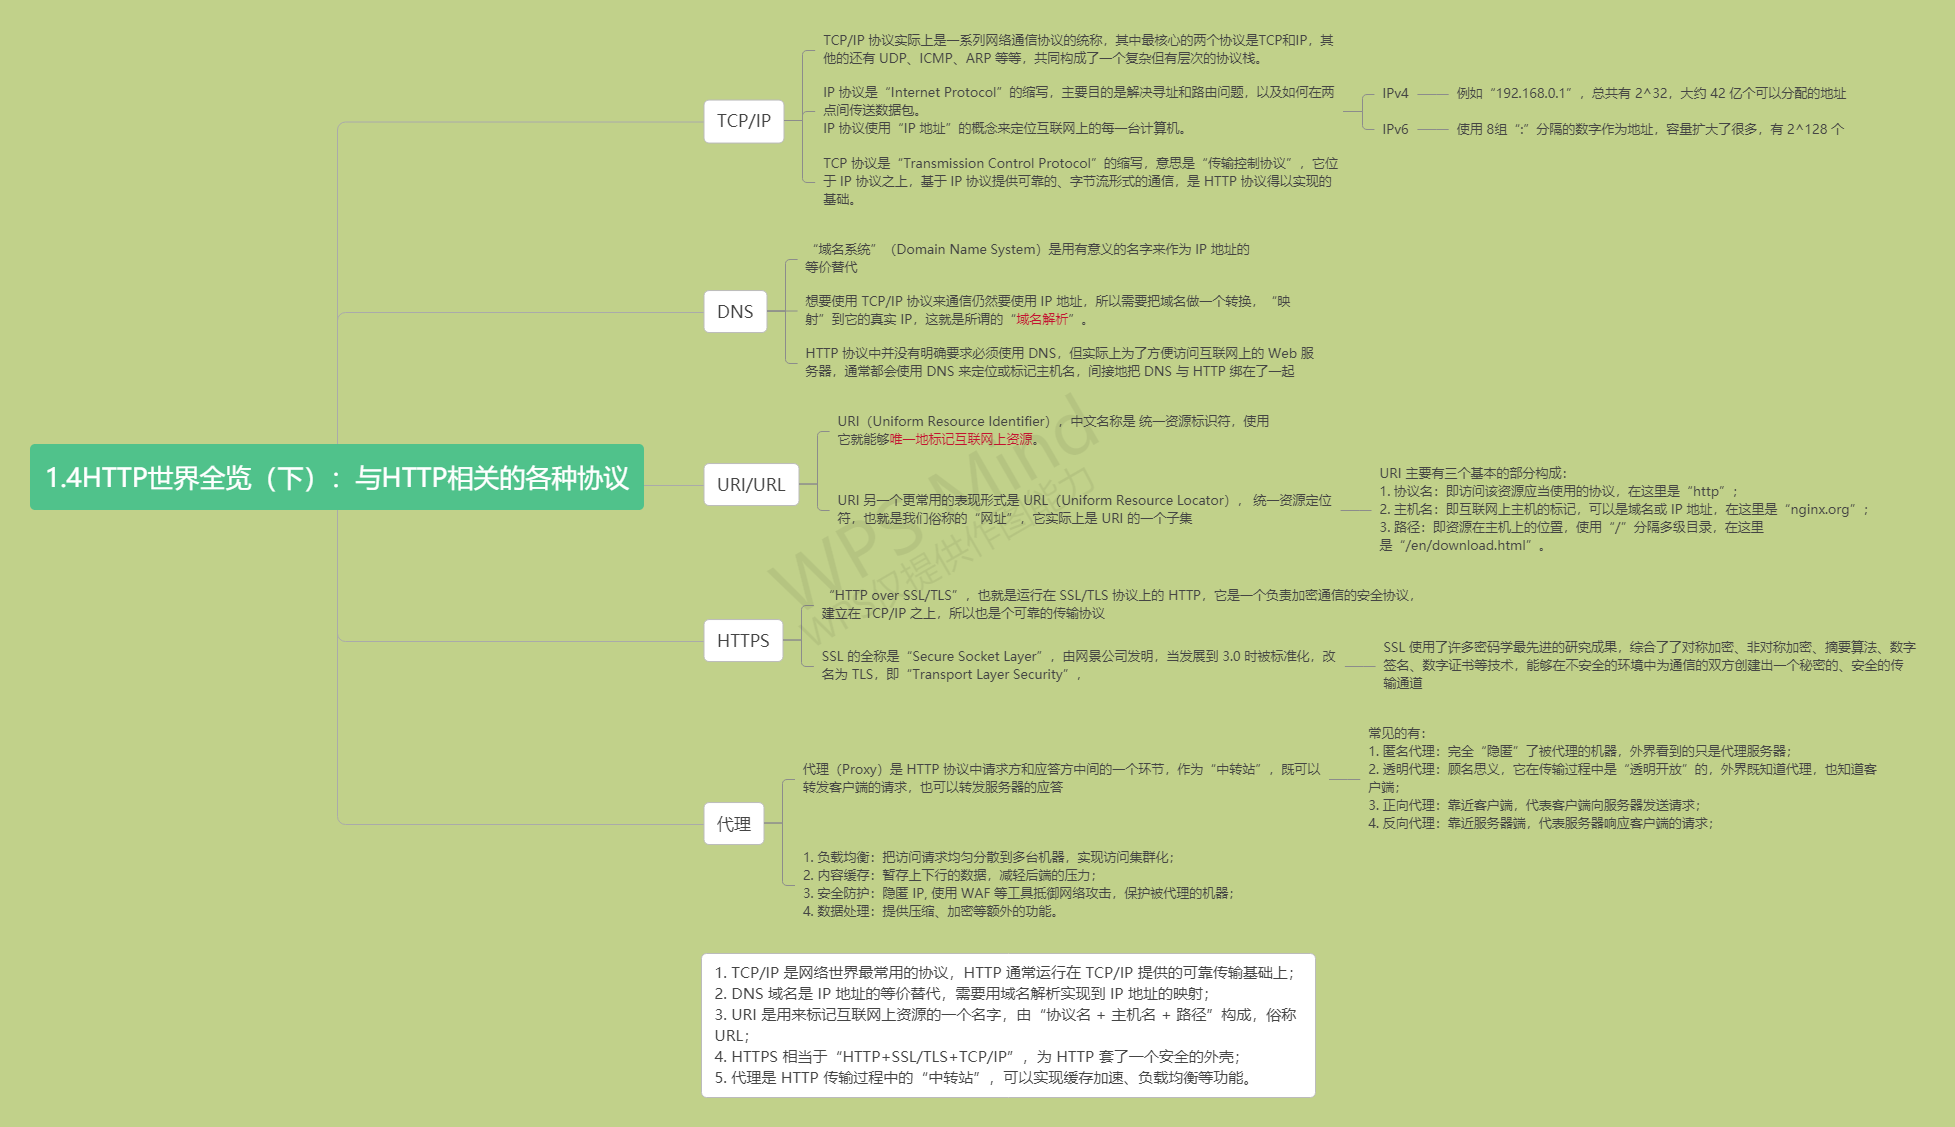 1.4HTTP世界全览（下）：与HTTP相关的各种协议
TCP/IP
TCP/IP 协议实际上是一系列网络通信协议的统称，其中最核心的两个协议是TCP和IP，其
他的还有 UDP、ICMP、ARP 等等，共同构成了一个复杂但有层次的协议栈。
IP 协议是“Internet Protocol”的缩写，主要目的是解决寻址和路由问题，以及如何在两
点间传送数据包。
IP 协议使用“IP 地址”的概念来定位互联网上的每一台计算机。
IPv4
例如“192.168.0.1”，总共有 2^32，大约 42 亿个可以分配的地址
IPv6
使用 8组“:”分隔的数字作为地址，容量扩大了很多，有 2^128 个
TCP 协议是“Transmission Control Protocol”的缩写，意思是“传输控制协议”，它位
于 IP 协议之上，基于 IP 协议提供可靠的、字节流形式的通信，是 HTTP 协议得以实现的
基础。
DNS
“域名系统”（Domain Name System）是用有意义的名字来作为 IP 地址的
等价替代
想要使用 TCP/IP 协议来通信仍然要使用 IP 地址，所以需要把域名做一个转换，“映
射”到它的真实 IP，这就是所谓的“域名解析”。
HTTP 协议中并没有明确要求必须使用 DNS，但实际上为了方便访问互联网上的 Web 服
务器，通常都会使用 DNS 来定位或标记主机名，间接地把 DNS 与 HTTP 绑在了一起
URI/URL
URI（Uniform Resource Identifier），中文名称是 统一资源标识符，使用
它就能够唯一地标记互联网上资源。
URI 另一个更常用的表现形式是 URL（Uniform Resource Locator）， 统一资源定位
符，也就是我们俗称的“网址”，它实际上是 URI 的一个子集
URI 主要有三个基本的部分构成：
1. 协议名：即访问该资源应当使用的协议，在这里是“http”；
2. 主机名：即互联网上主机的标记，可以是域名或 IP 地址，在这里是“nginx.org”；
3. 路径：即资源在主机上的位置，使用“/”分隔多级目录，在这里
是“/en/download.html”。
HTTPS
“HTTP over SSL/TLS”，也就是运行在 SSL/TLS 协议上的 HTTP，它是一个负责加密通信的安全协议，
建立在 TCP/IP 之上，所以也是个可靠的传输协议
SSL 的全称是“Secure Socket Layer”，由网景公司发明，当发展到 3.0 时被标准化，改
名为 TLS，即“Transport Layer Security”，
SSL 使用了许多密码学最先进的研究成果，综合了了对称加密、非对称加密、摘要算法、数字
签名、数字证书等技术，能够在不安全的环境中为通信的双方创建出一个秘密的、安全的传
输通道
代理
代理（Proxy）是 HTTP 协议中请求方和应答方中间的一个环节，作为“中转站”，既可以
转发客户端的请求，也可以转发服务器的应答
常见的有：
1. 匿名代理：完全“隐匿”了被代理的机器，外界看到的只是代理服务器；
2. 透明代理：顾名思义，它在传输过程中是“透明开放”的，外界既知道代理，也知道客
户端；
3. 正向代理：靠近客户端，代表客户端向服务器发送请求；
4. 反向代理：靠近服务器端，代表服务器响应客户端的请求；
1. 负载均衡：把访问请求均匀分散到多台机器，实现访问集群化；
2. 内容缓存：暂存上下行的数据，减轻后端的压力；
3. 安全防护：隐匿 IP, 使用 WAF 等工具抵御网络攻击，保护被代理的机器；
4. 数据处理：提供压缩、加密等额外的功能。
1. TCP/IP 是网络世界最常用的协议，HTTP 通常运行在 TCP/IP 提供的可靠传输基础上；
2. DNS 域名是 IP 地址的等价替代，需要用域名解析实现到 IP 地址的映射；
3. URI 是用来标记互联网上资源的一个名字，由“协议名 + 主机名 + 路径”构成，俗称
URL；
4. HTTPS 相当于“HTTP+SSL/TLS+TCP/IP”，为 HTTP 套了一个安全的外壳；
5. 代理是 HTTP 传输过程中的“中转站”，可以实现缓存加速、负载均衡等功能。
WPS Mind
WPS仅提供作图能力